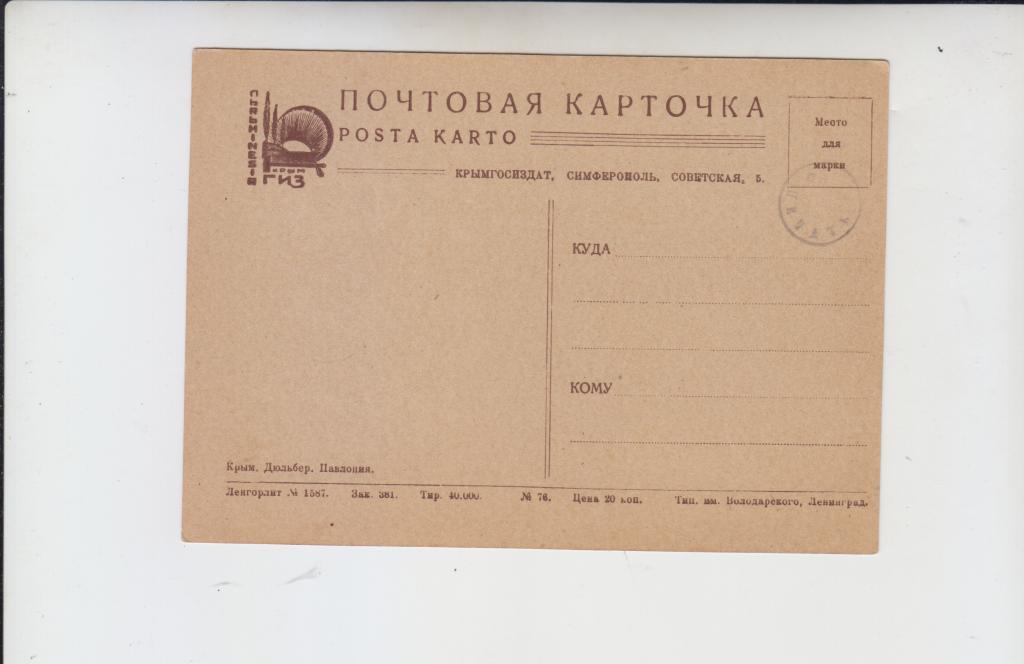 ПОЧТОВАЯ КАРТОЧКА
POSTA KARTO
КРЫМ
ГИЗ
КРЫМГОСИЗДАТ, СИМФЕРОПОЛЬ, СОВЕТСКАЯ, 5.
Место
для
марки
КУДА
КОМУ
Крым. Дюльбер. Павлония.
Ленгорлит № 1587. Зак. 381. Тир. 40.000. № 76. Цена 20 коп. Тип. им. Володарского, Ленинград.